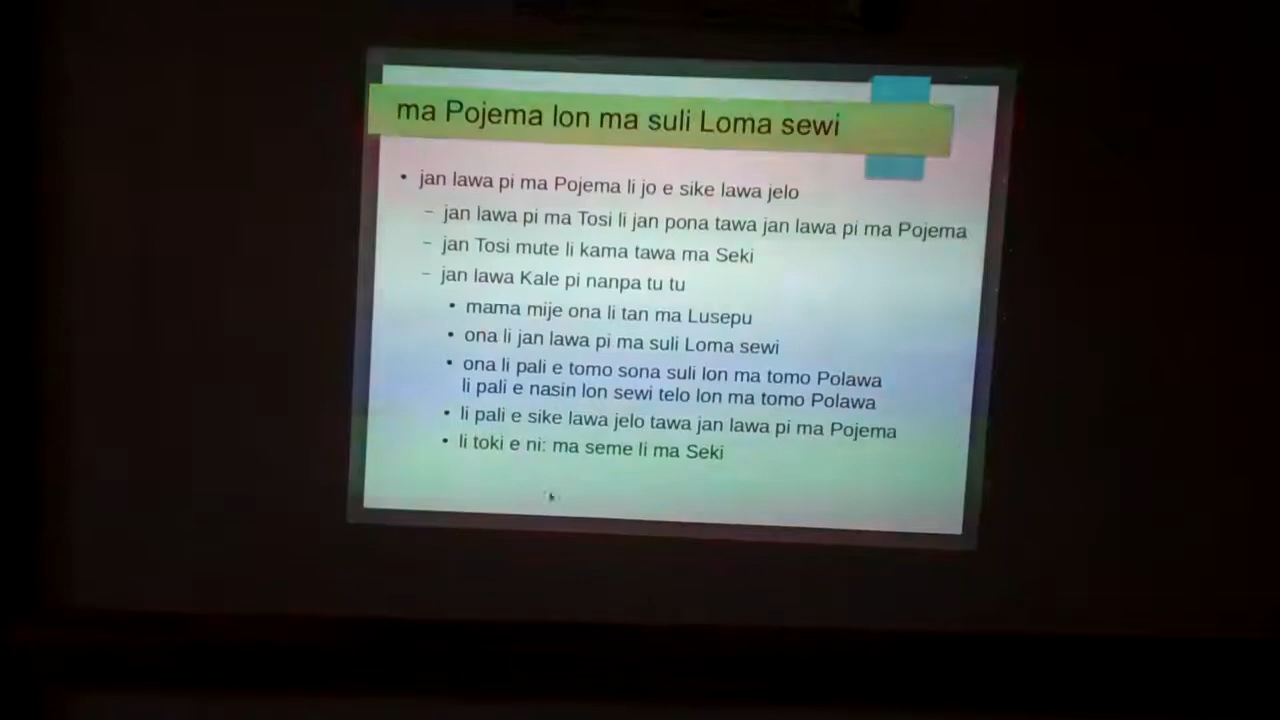 ma Pojema lon ma suli Loma sewi
• jan lawa pi ma Pojema li jo e sike lawa jelo
– jan lawa pi ma Tosi li jan pona tawa jan lawa pi ma Pojema
– jan Tosi mute li kama tawa ma Seki
– jan lawa Kale pi nanpa tu tu
• mama mije ona li tan ma Lusepu
• ona li jan lawa pi ma suli Loma sewi
• ona li pali e tomo sona suli lon ma tomo Polawa
li pali e nasin lon sewi telo lon ma tomo Polawa
• li pali e sike lawa jelo tawa jan lawa pi ma Pojema
• li toki e ni: ma seme li ma Seki